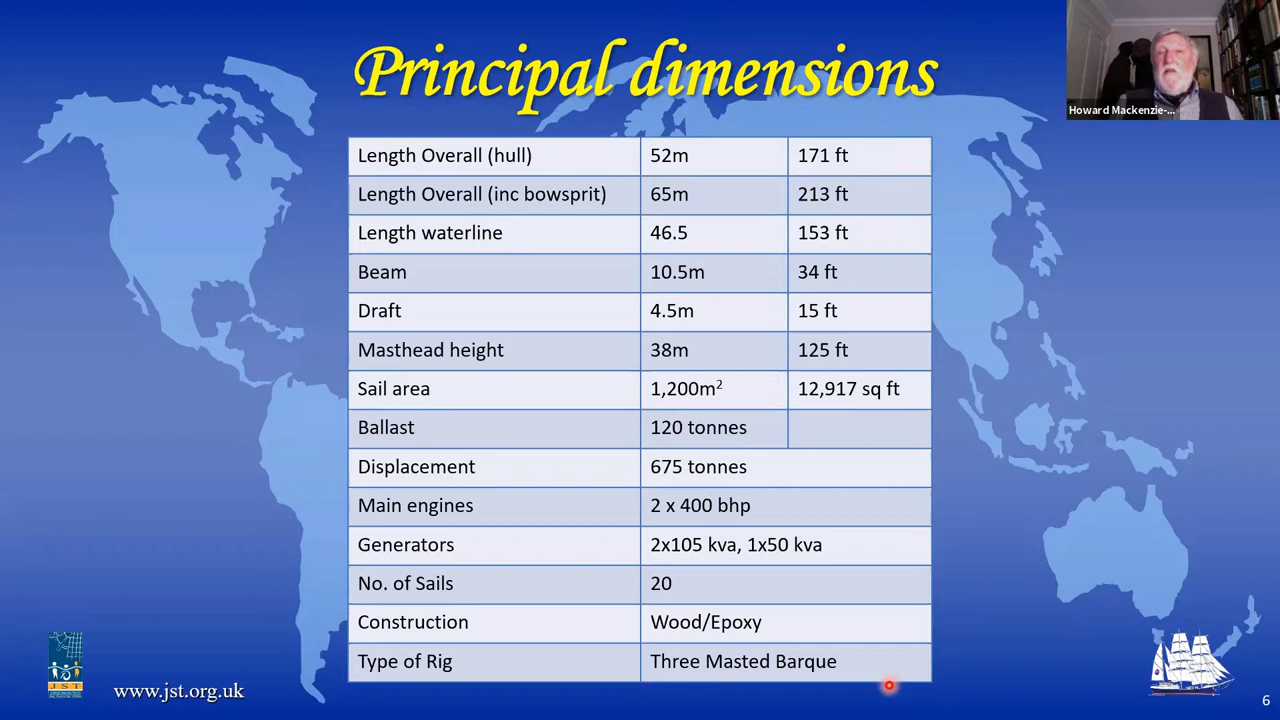 Principal dimensions
Howard Mackenzie-...
Length Overall (hull) 52m 171 ft
Length Overall (inc bowsprit) 65m 213 ft
Length waterline 46.5 153 ft
Beam 10.5m 34 ft
Draft 4.5m 15 ft
Masthead height 38m 125 ft
Sail area 1,200m² 12,917 sq ft
Ballast 120 tonnes
Displacement 675 tonnes
Main engines 2 x 400 bhp
Generators 2x105 kva, 1x50 kva
No. of Sails 20
Construction Wood/Epoxy
Type of Rig Three Masted Barque
JST
www.jst.org.uk
6